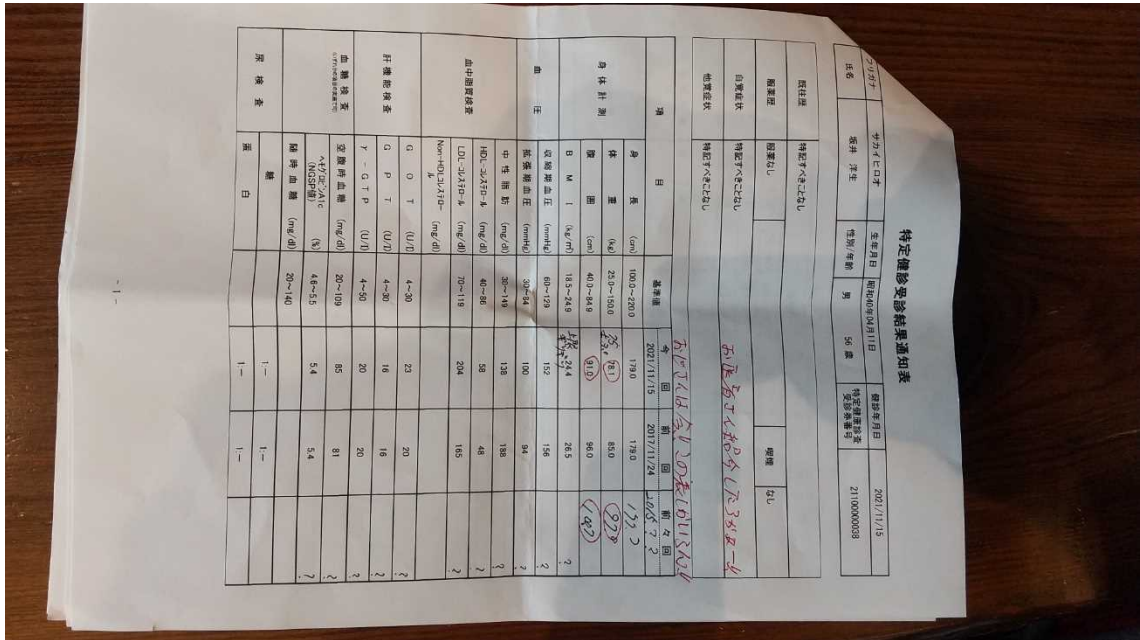 特定健診受診結果通知表
フリガナ サカイヒロオ 生年月日 昭和40年04月11日 健診年月日 2021/11/15
氏名 坂井 洋生 性別/年齢 男 56 歳 特定健康診査受診券番号 21100000038
既往歴 特記すべきことなし
服薬歴 服薬なし 喫煙 なし
自覚症状 特記すべきことなし
他覚症状 特記すべきことなし
項 目 基準値 今 回 2021/11/15 前 回 2017/11/24 前 々 回 2015
身体計測 身 長 (cm) 100.0~220.0 179.0 179.0
体 重 (kg) 25.0~150.0 78.1 85.0
腹 囲 (cm) 40.0~84.9 91.0 96.0
B M I (kg/㎡) 18.5~24.9 24.4 26.5 ?
血 圧 収縮期血圧 (mmHg) 60~129 152 156 ?
拡張期血圧 (mmHg) 30~84 100 94 ?
血中脂質検査 中 性 脂 肪 (mg/dl) 30~149 138 188 ?
HDL-コレステロール (mg/dl) 40~86 58 48 ?
LDL-コレステロール (mg/dl) 70~119 204 165 ?
Non-HDLコレステロール (mg/dl)
肝機能検査 G O T (U/l) 4~30 23 20 ?
G P T (U/l) 4~30 16 16 ?
γ - G T P (U/l) 4~50 20 20 ?
血糖検査 空腹時血糖 (mg/dl) 20~109 85 81 ?
ヘモグロビンA1c (NGSP値) (%) 4.6~5.5 5.4 5.4 ?
随時血糖 (mg/dl) 20~140
尿検査 糖 1:- 1:-
蛋 白 1:- 1:-
- 1 -